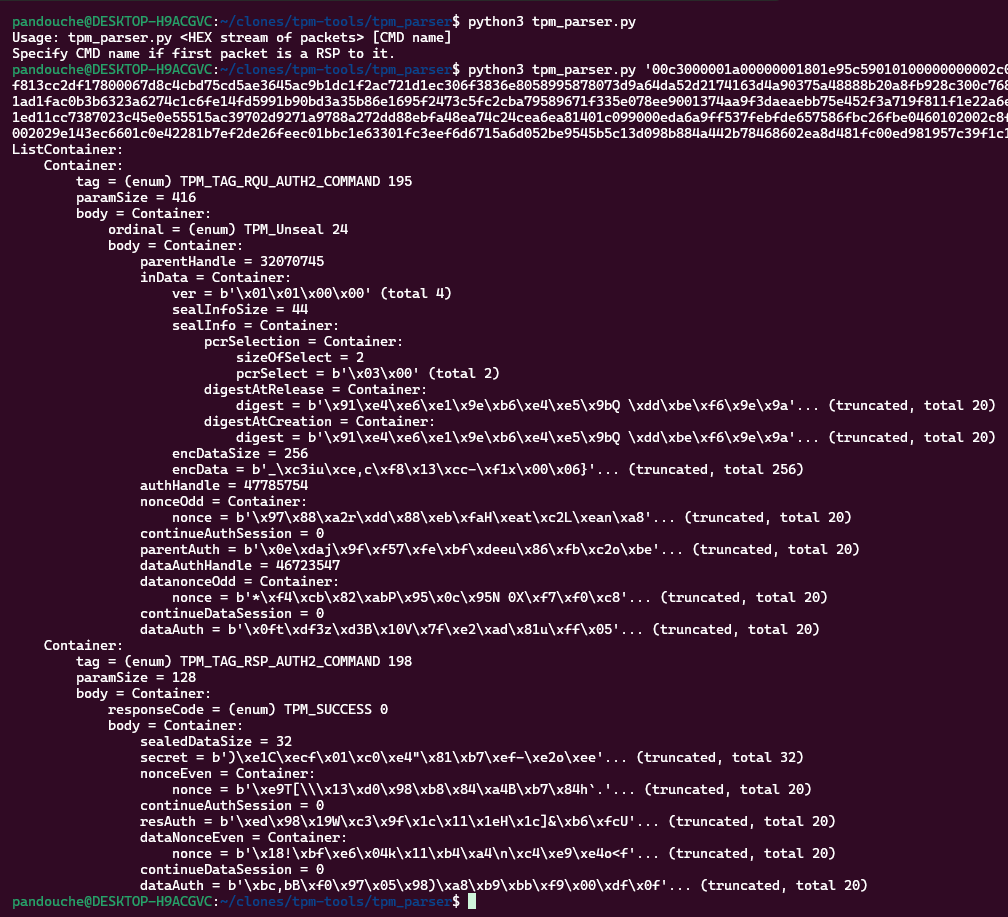 pandouche@DESKTOP-H9ACGVC:~/clones/tpm-tools/tpm_parser$ python3 tpm_parser.py
Usage: tpm_parser.py <HEX stream of packets> [CMD name]
Specify CMD name if first packet is a RSP to it.
pandouche@DESKTOP-H9ACGVC:~/clones/tpm-tools/tpm_parser$ python3 tpm_parser.py '00c3000001a00000001801e95c59010100000000002c0
f813cc2df17800067d8c4cbd75cd5ae3645ac9b1dc1f2ac721d1ec306f3836e8058995878073d9a64da52d2174163d4a90375a48888b20a8fb928c300c768
1ad1fac0b3b6323a6274c1c6fe14fd5991b90bd3a35b86e1695f2473c5fc2cba79589671f335e078ee9001374aa9f3daeaebb75e452f3a719f811f1e22a6e
1ed11cc7387023c45e0e55515ac39702d9271a9788a272dd88ebfa48ea74c24cea6ea81401c099000eda6a9ff537febfde657586fbc26fbe0460102002c8f
002029e143ec6601c0e42281b7ef2de26feec01bbc1e63301fc3eef6d6715a6d052be9545b5c13d098b884a442b78468602ea8d481fc00ed981957c39f1c1
ListContainer:
    Container:
        tag = (enum) TPM_TAG_RQU_AUTH2_COMMAND 195
        paramSize = 416
        body = Container:
            ordinal = (enum) TPM_Unseal 24
            body = Container:
                parentHandle = 32070745
                inData = Container:
                    ver = b'\x01\x01\x00\x00' (total 4)
                    sealInfoSize = 44
                    sealInfo = Container:
                        pcrSelection = Container:
                            sizeOfSelect = 2
                            pcrSelect = b'\x03\x00' (total 2)
                        digestAtRelease = Container:
                            digest = b'\x91\xe4\xe6\xe1\x9e\xb6\xe4\xe5\x9bQ \xdd\xbe\xf6\x9e\x9a'... (truncated, total 20)
                        digestAtCreation = Container:
                            digest = b'\x91\xe4\xe6\xe1\x9e\xb6\xe4\xe5\x9bQ \xdd\xbe\xf6\x9e\x9a'... (truncated, total 20)
                    encDataSize = 256
                    encData = b'_\xc3iu\xce,c\xf8\x13\xcc-\xf1x\x00\x06}'... (truncated, total 256)
                authHandle = 47785754
                nonceOdd = Container:
                    nonce = b'\x97\x88\xa2r\xdd\x88\xeb\xfaH\xeat\xc2L\xean\xa8'... (truncated, total 20)
                continueAuthSession = 0
                parentAuth = b'\x0e\xdaj\x9f\xf57\xfe\xbf\xdeeu\x86\xfb\xc2o\xbe'... (truncated, total 20)
                dataAuthHandle = 46723547
                datanonceOdd = Container:
                    nonce = b'*\xf4\xcb\x82\xabP\x95\x0c\x95N 0X\xf7\xf0\xc8'... (truncated, total 20)
                continueDataSession = 0
                dataAuth = b'\x0ft\xdf3z\xd3B\x10V\x7f\xe2\xad\x81u\xff\x05'... (truncated, total 20)
    Container:
        tag = (enum) TPM_TAG_RSP_AUTH2_COMMAND 198
        paramSize = 128
        body = Container:
            responseCode = (enum) TPM_SUCCESS 0
            body = Container:
                sealedDataSize = 32
                secret = b')\xe1C\xecf\x01\xc0\xe4"\x81\xb7\xef-\xe2o\xee'... (truncated, total 32)
                nonceEven = Container:
                    nonce = b'\xe9T[\\\x13\xd0\x98\xb8\x84\xa4B\xb7\x84h`.'... (truncated, total 20)
                continueAuthSession = 0
                resAuth = b'\xed\x98\x19W\xc3\x9f\x1c\x11\x1eH\x1c]&\xb6\xfcU'... (truncated, total 20)
                dataNonceEven = Container:
                    nonce = b'\x18!\xbf\xe6\x04k\x11\xb4\xa4\n\xc4\xe9\xe4o<f'... (truncated, total 20)
                continueDataSession = 0
                dataAuth = b'\xbc,bB\xf0\x97\x05\x98)\xa8\xb9\xbb\xf9\x00\xdf\x0f'... (truncated, total 20)
pandouche@DESKTOP-H9ACGVC:~/clones/tpm-tools/tpm_parser$